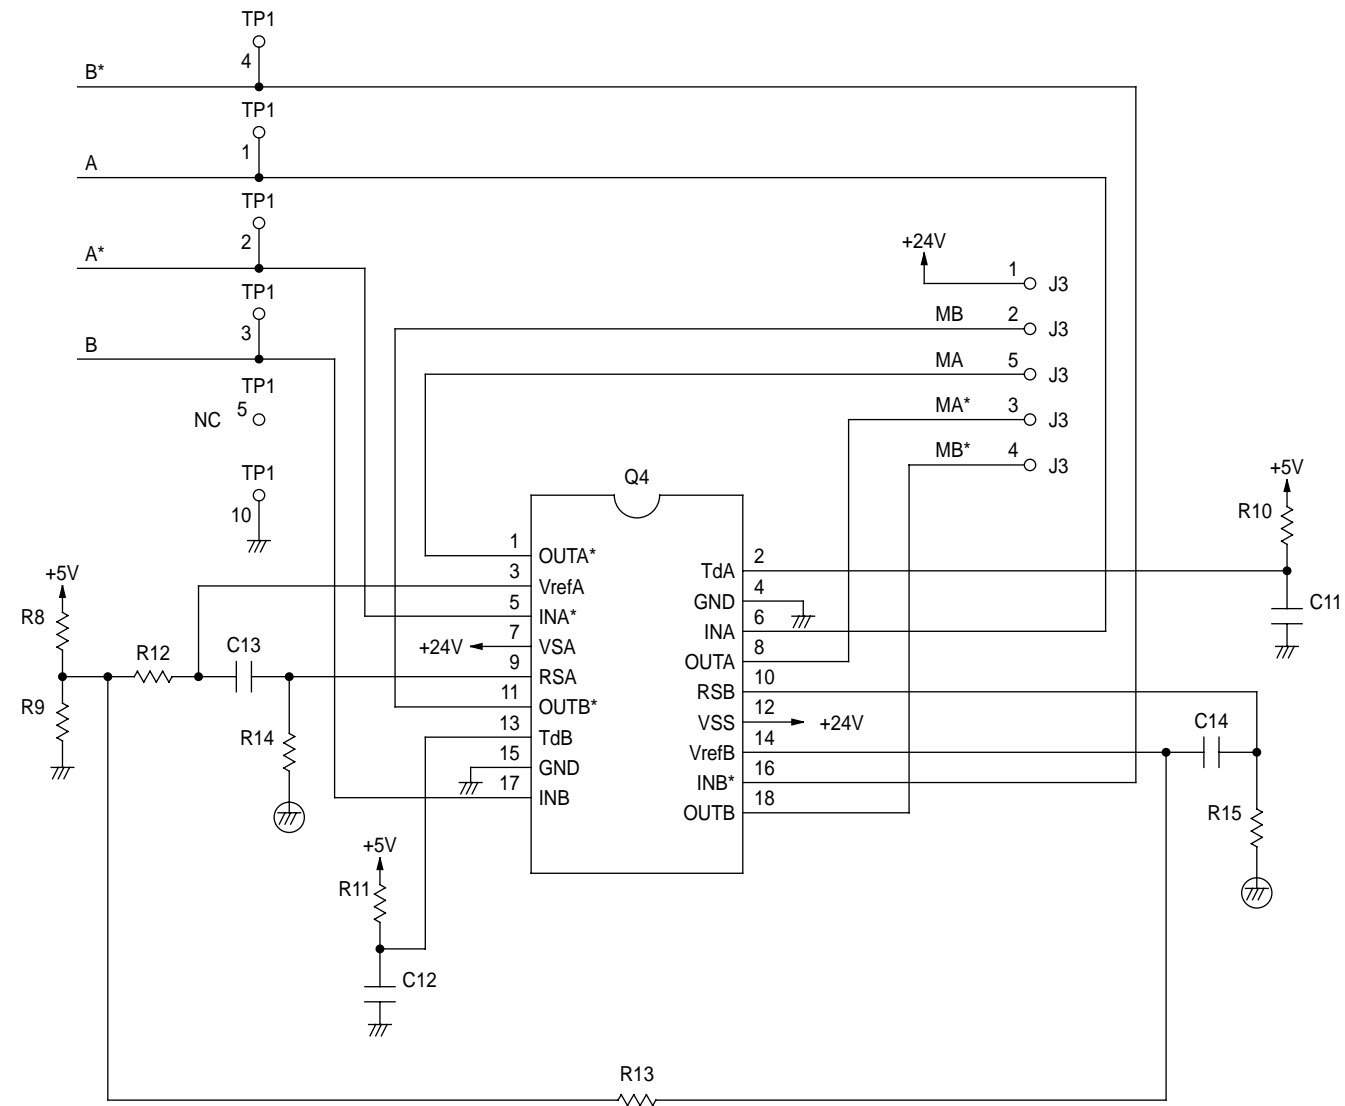 TP1
4
B*
TP1
1
A
TP1
2
A*
TP1
3
B
TP1
5
NC
TP1
10
+24V
1 J3
MB 2 J3
MA 5 J3
MA* 3 J3
MB* 4 J3
Q4
1 OUTA*
3 VrefA
5 INA*
+24V 7 VSA
9 RSA
11 OUTB*
13 TdB
15 GND
17 INB
TdA 2
GND 4
INA 6
OUTA 8
RSB 10
VSS 12 +24V
VrefB 14
INB* 16
OUTB 18
+5V
R10
C11
+5V
R8
R12
C13
R9
R14
C14
R15
+5V
R11
C12
R13